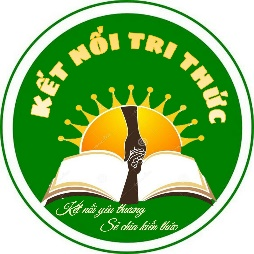 KẾT NỐI TRI THỨC
Kết nối yêu thương
Sẻ chia kiến thức